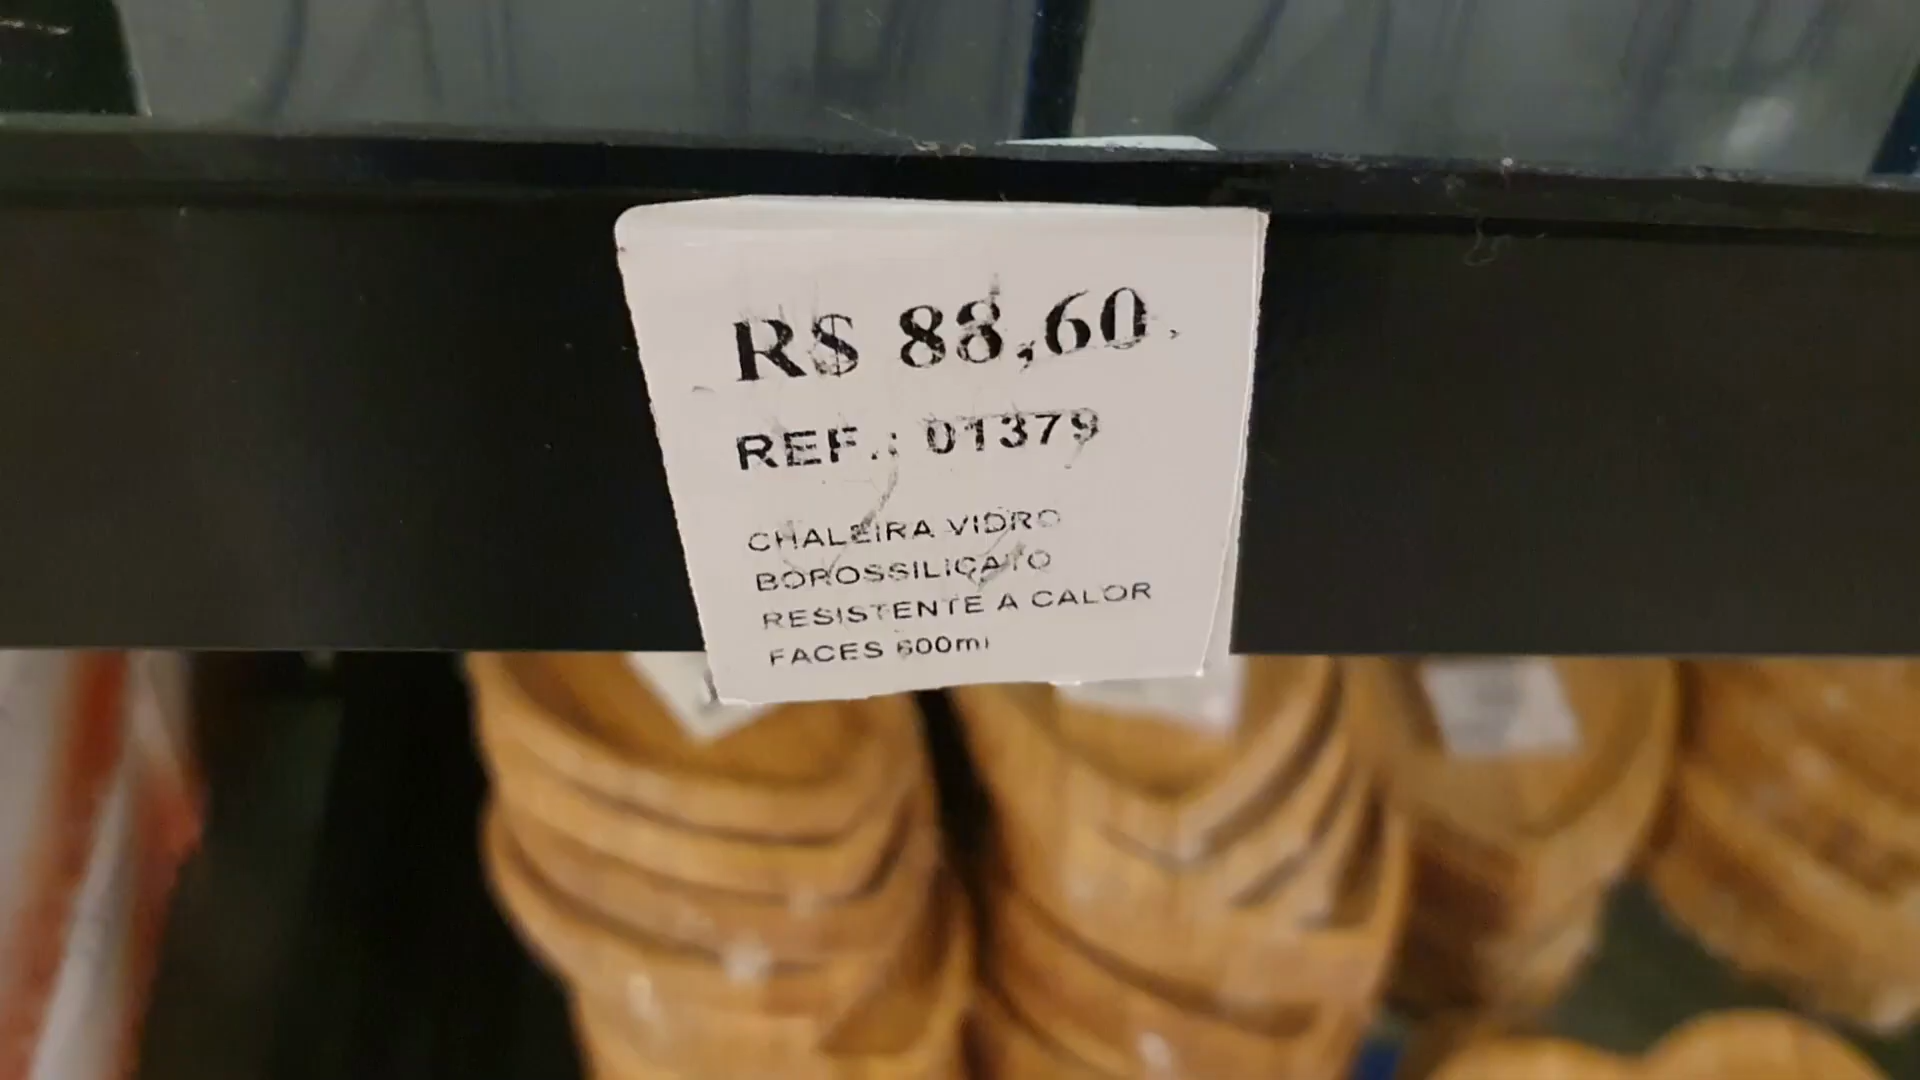 R$ 88,60
REF.: 01379
CHALEIRA VIDRO
BOROSSILICATO
RESISTENTE A CALOR
FACES 600ml